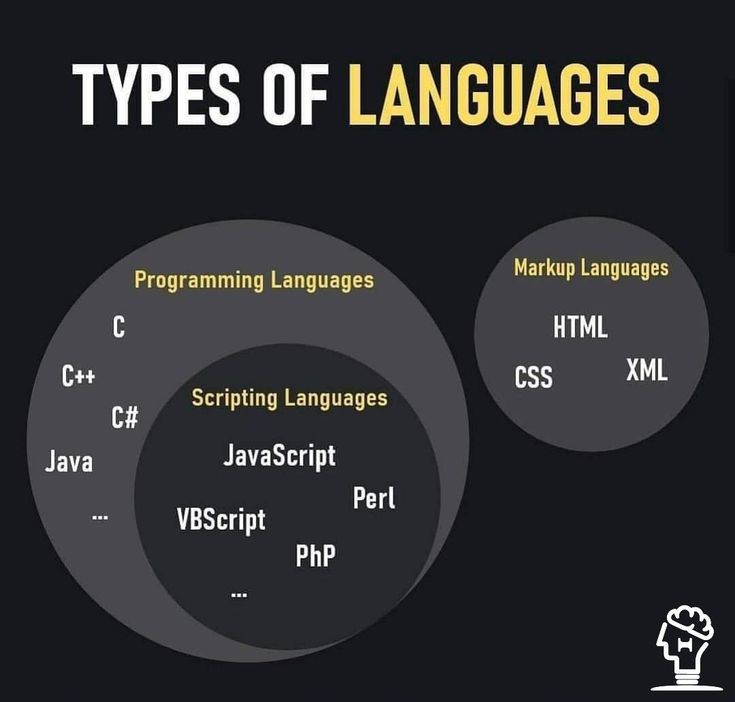 TYPES OF LANGUAGES
Programming Languages
C
C++
C#
Java
...
Scripting Languages
JavaScript
Perl
VBScript
PhP
...
Markup Languages
HTML
CSS
XML